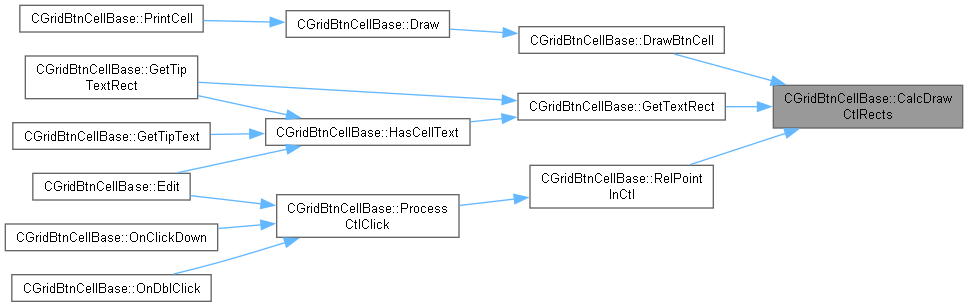 CGridBtnCellBase::PrintCell
CGridBtnCellBase::Draw
CGridBtnCellBase::DrawBtnCell
CGridBtnCellBase::GetTip
TextRect
CGridBtnCellBase::CalcDraw
CtlRects
CGridBtnCellBase::GetTextRect
CGridBtnCellBase::GetTipText
CGridBtnCellBase::HasCellText
CGridBtnCellBase::Edit
CGridBtnCellBase::RelPoint
InCtl
CGridBtnCellBase::Process
CtlClick
CGridBtnCellBase::OnClickDown
CGridBtnCellBase::OnDblClick